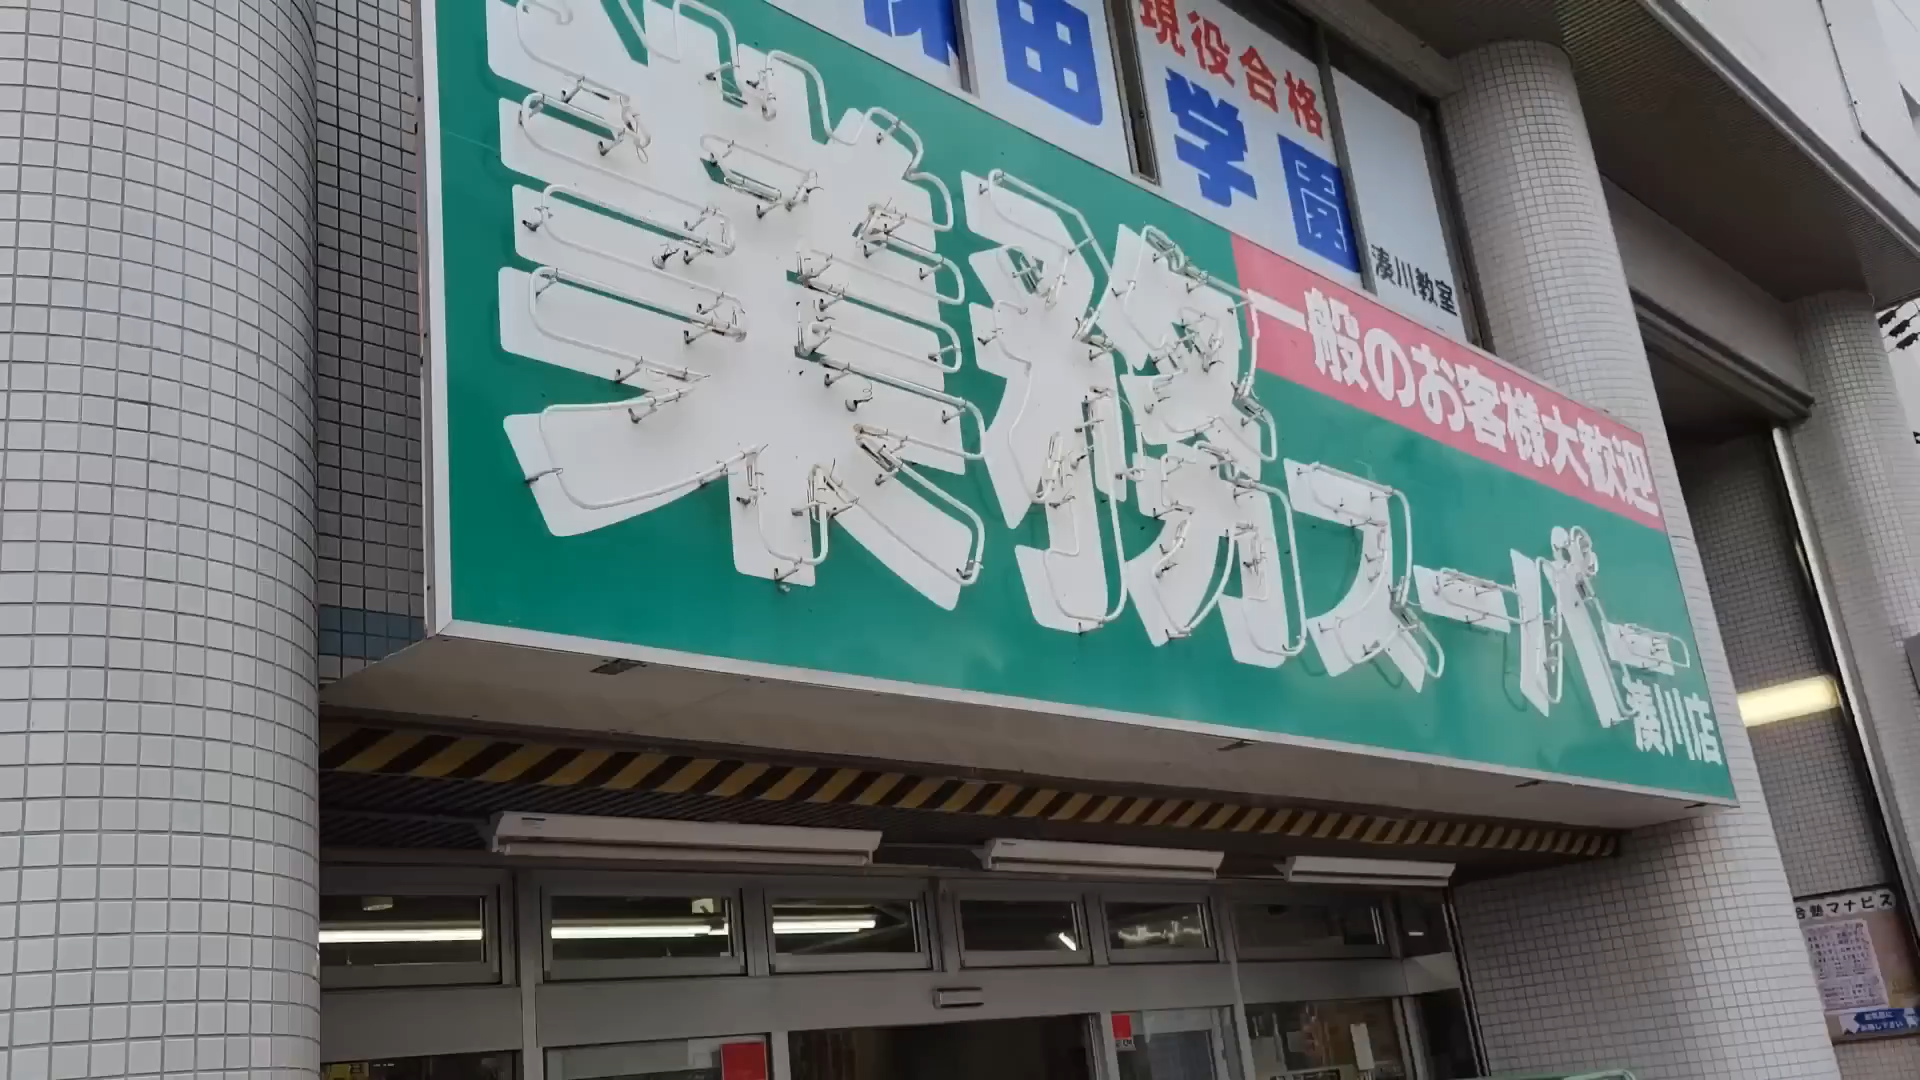 現役合格
田
学園
湊川教室
一般のお客様大歓迎
業務スーパー
湊川店
合塾マナビス